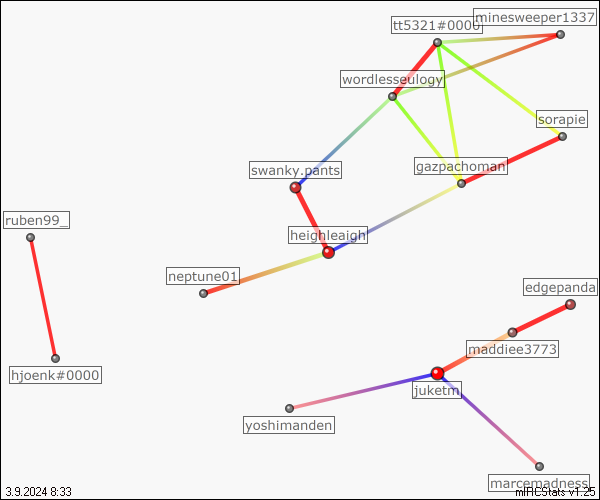 minesweeper1337
tt5321#0000
wordlesseulogy
sorapie
gazpachoman
swanky.pants
ruben99_
heighleaigh
neptune01
edgepanda
maddiee3773
hjoenk#0000
juketm
yoshimanden
marcemadness
3.9.2024 8:33
mIRCStats v1.25